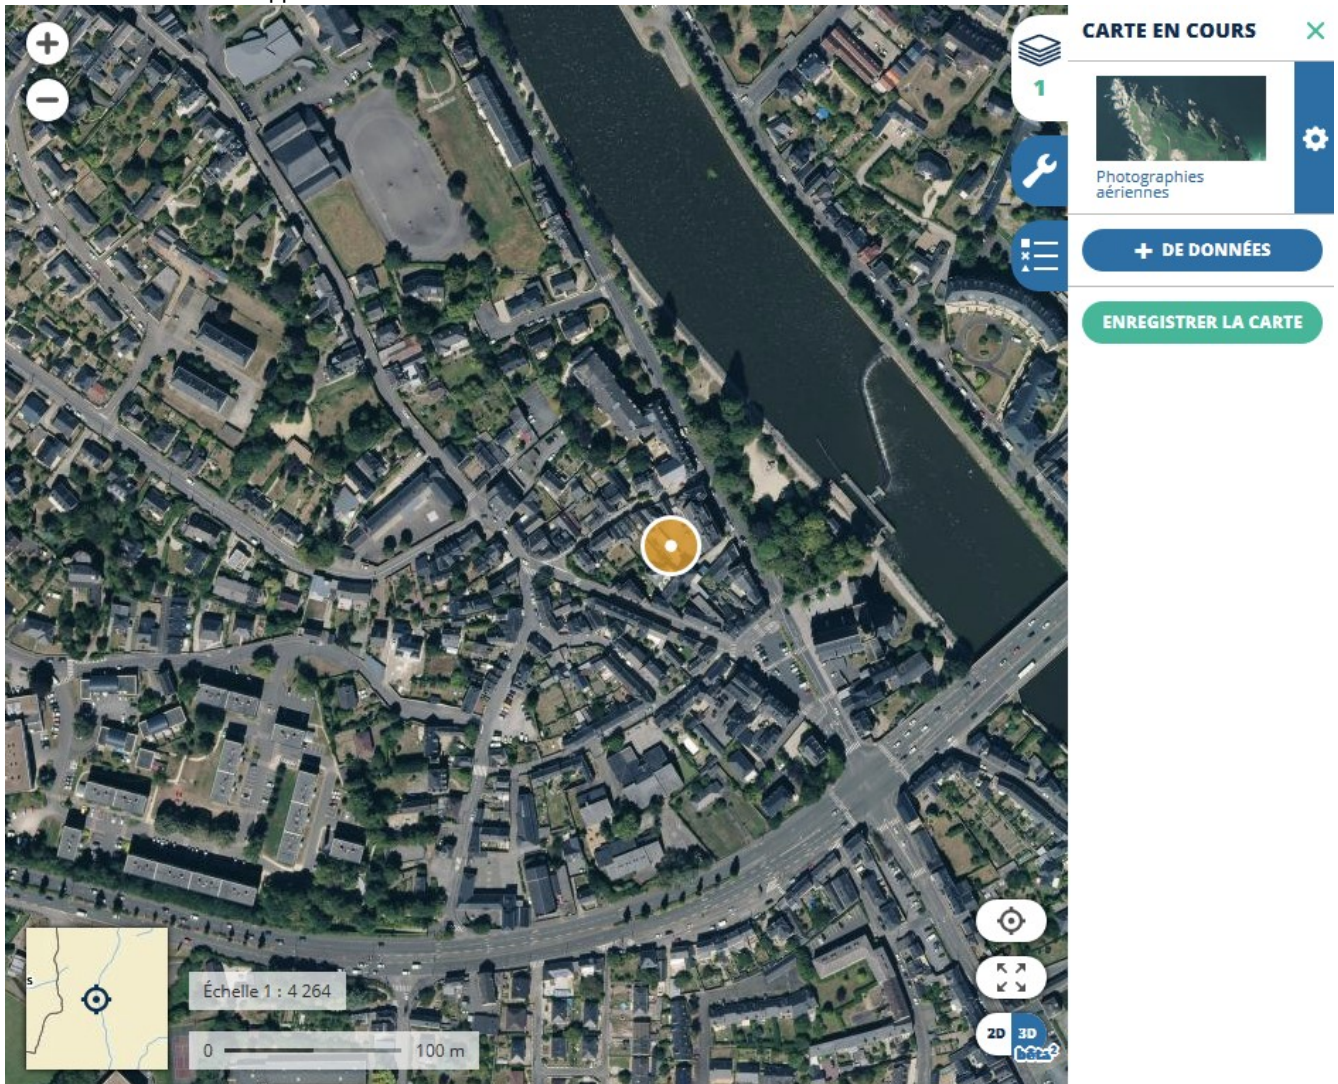 CARTE EN COURS
1
Photographies
aériennes
+ DE DONNÉES
ENREGISTRER LA CARTE
s
Échelle 1 : 4 264
0 100 m
2D 3D
bêta²